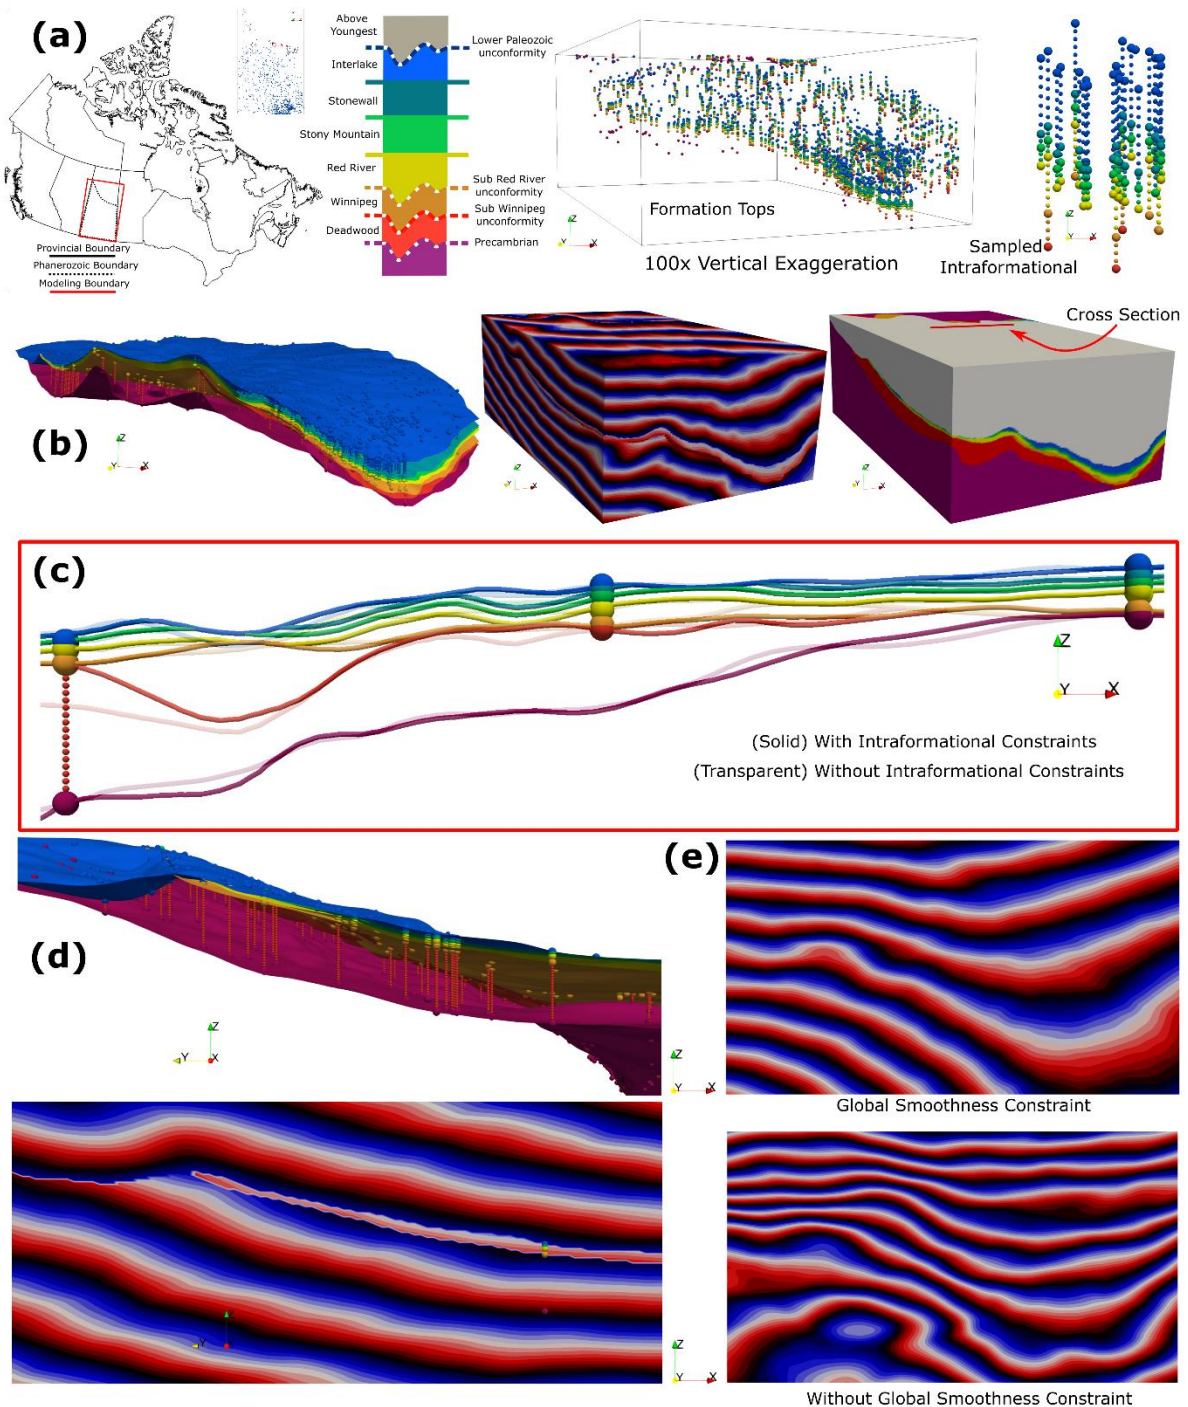 (a)
Above
Youngest
Interlake
Stonewall
Stony Mountain
Red River
Winnipeg
Deadwood
Lower Paleozoic
unconformity
Sub Red River
unconformity
Sub Winnipeg
unconformity
Precambrian
Provincial Boundary
Phanerozoic Boundary
Modeling Boundary
Formation Tops
100x Vertical Exaggeration
Z
Y
X
Sampled
Intraformational
Z
Y
X
(b)
Z
Y
X
Z
Y
X
Cross Section
Z
Y
X
(c)
Z
Y
X
(Solid) With Intraformational Constraints
(Transparent) Without Intraformational Constraints
(d)
Z
Y
X
Y
(e)
Z
Y
X
Global Smoothness Constraint
Z
Y
X
Without Global Smoothness Constraint